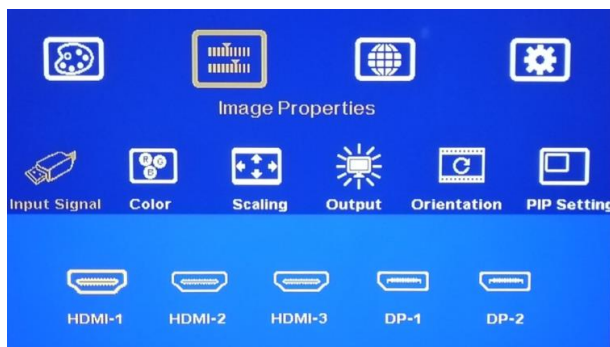 Image Properties
R G B
Input Signal Color Scaling Output Orientation PIP Setting
HDMI-1 HDMI-2 HDMI-3 DP-1 DP-2